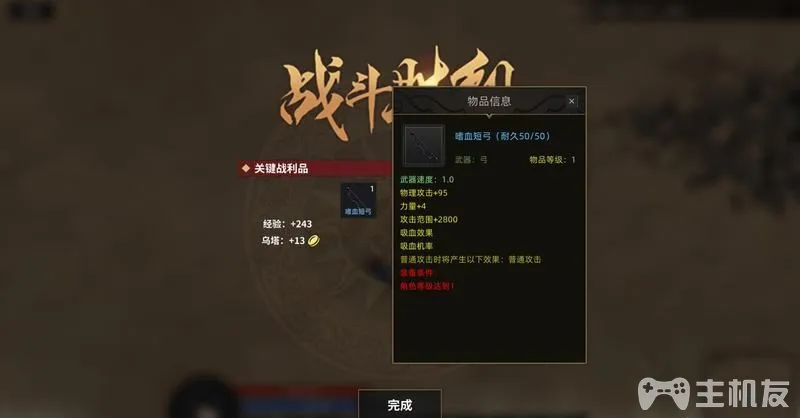 战斗胜利
物品信息
嗜血短弓（耐久50/50）
武器：弓 物品等级：1
武器速度：1.0
物理攻击+95
力量+4
攻击范围+2800
吸血效果
吸血机率
普通攻击时将产生以下效果：普通攻击
装备条件
角色等级达到1
关键战利品
1
嗜血短弓
经验：+243
乌塔：+13
完成
主机友